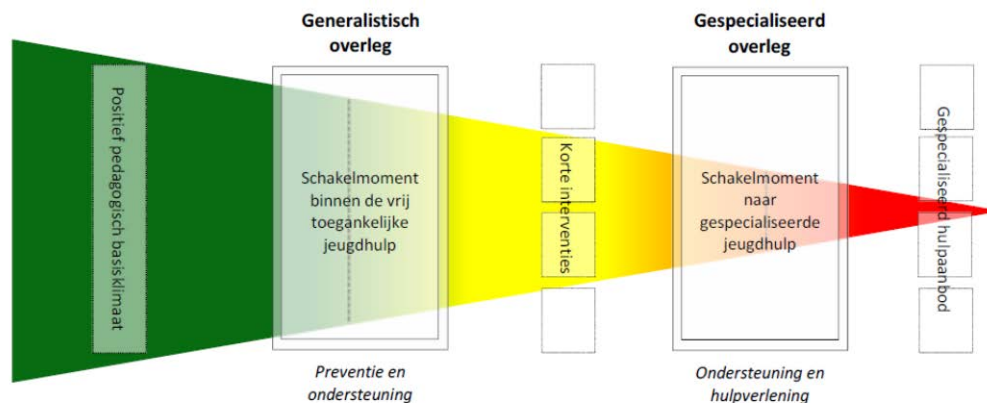 Generalistisch
overleg
Gespecialiseerd
overleg
Positief pedagogisch basisklimaat
Schakelmoment
binnen de vrij
toegankelijke
jeugdhulp
Korte interventies
Schakelmoment
naar
gespecialiseerde
jeugdhulp
Gespecialiseerd hulpaanbod
Preventie en
ondersteuning
Ondersteuning en
hulpverlening